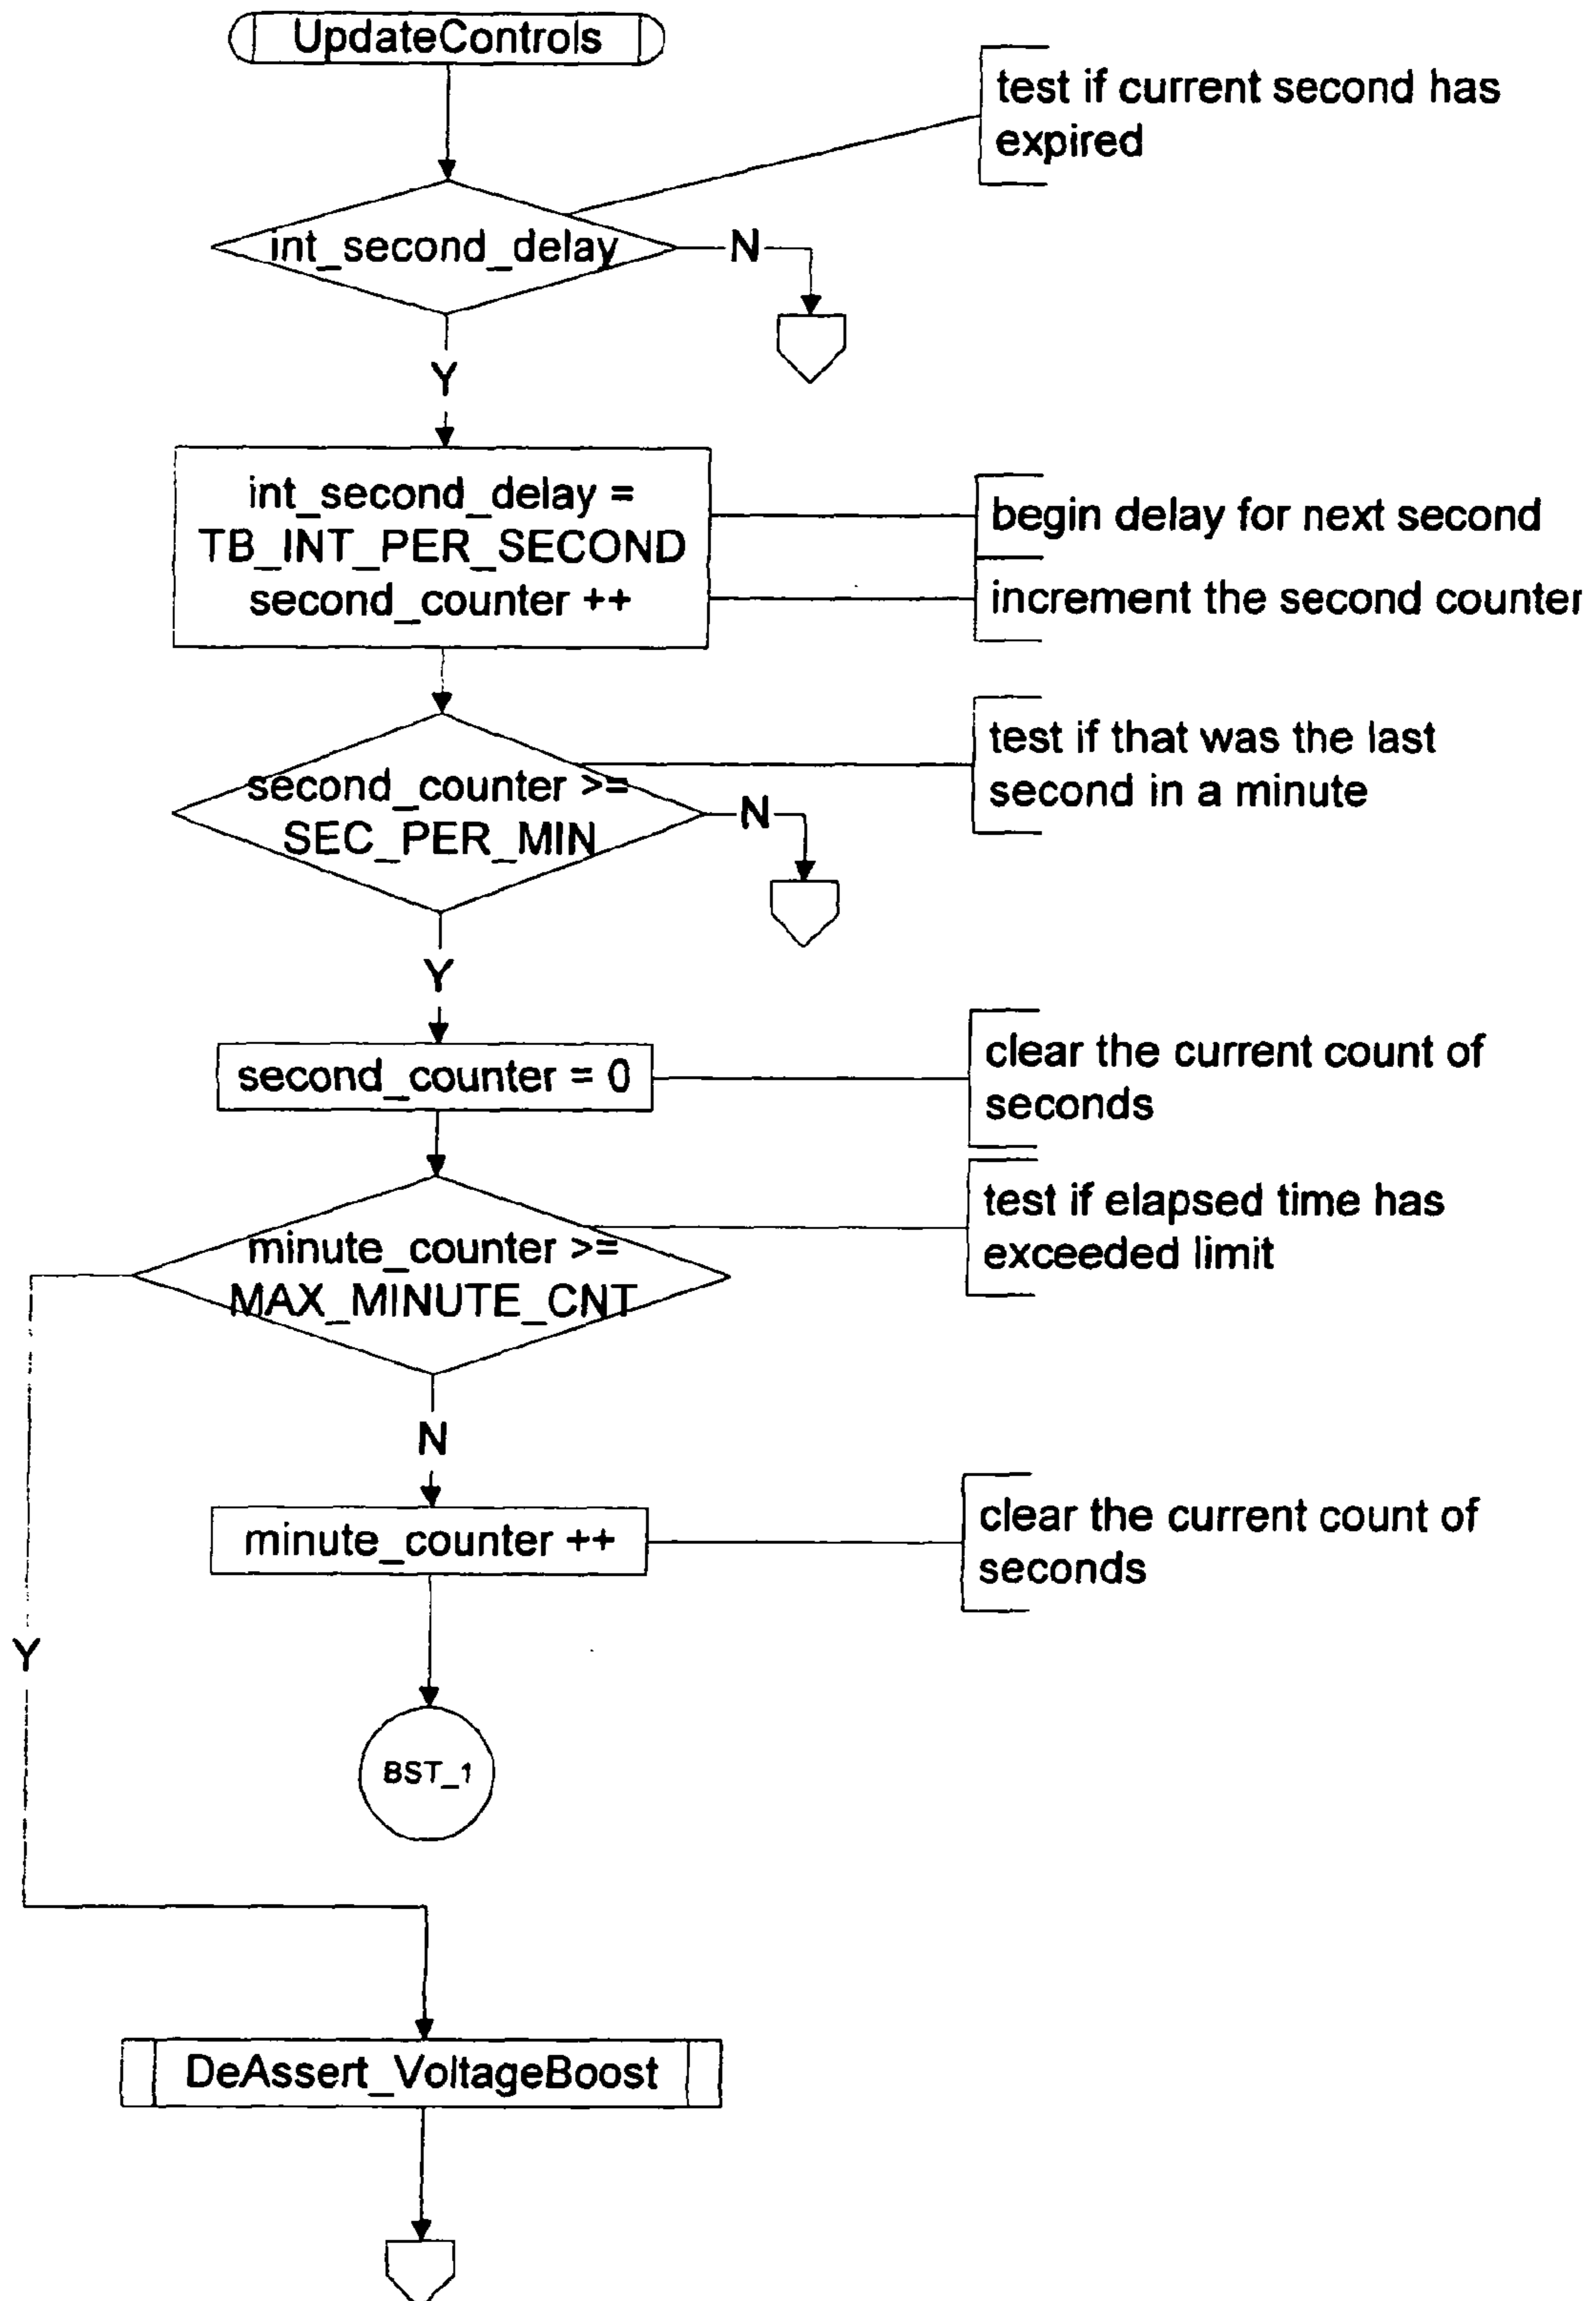 UpdateControls
test if current second has
expired
int_second_delay
N
Y
int_second_delay =
TB_INT_PER_SECOND
second_counter ++
begin delay for next second
increment the second counter
test if that was the last
second in a minute
second_counter >=
SEC_PER_MIN
N
Y
second_counter = 0
clear the current count of
seconds
test if elapsed time has
exceeded limit
minute_counter >=
MAX_MINUTE_CNT
N
minute_counter ++
clear the current count of
seconds
Y
BST_1
DeAssert_VoltageBoost